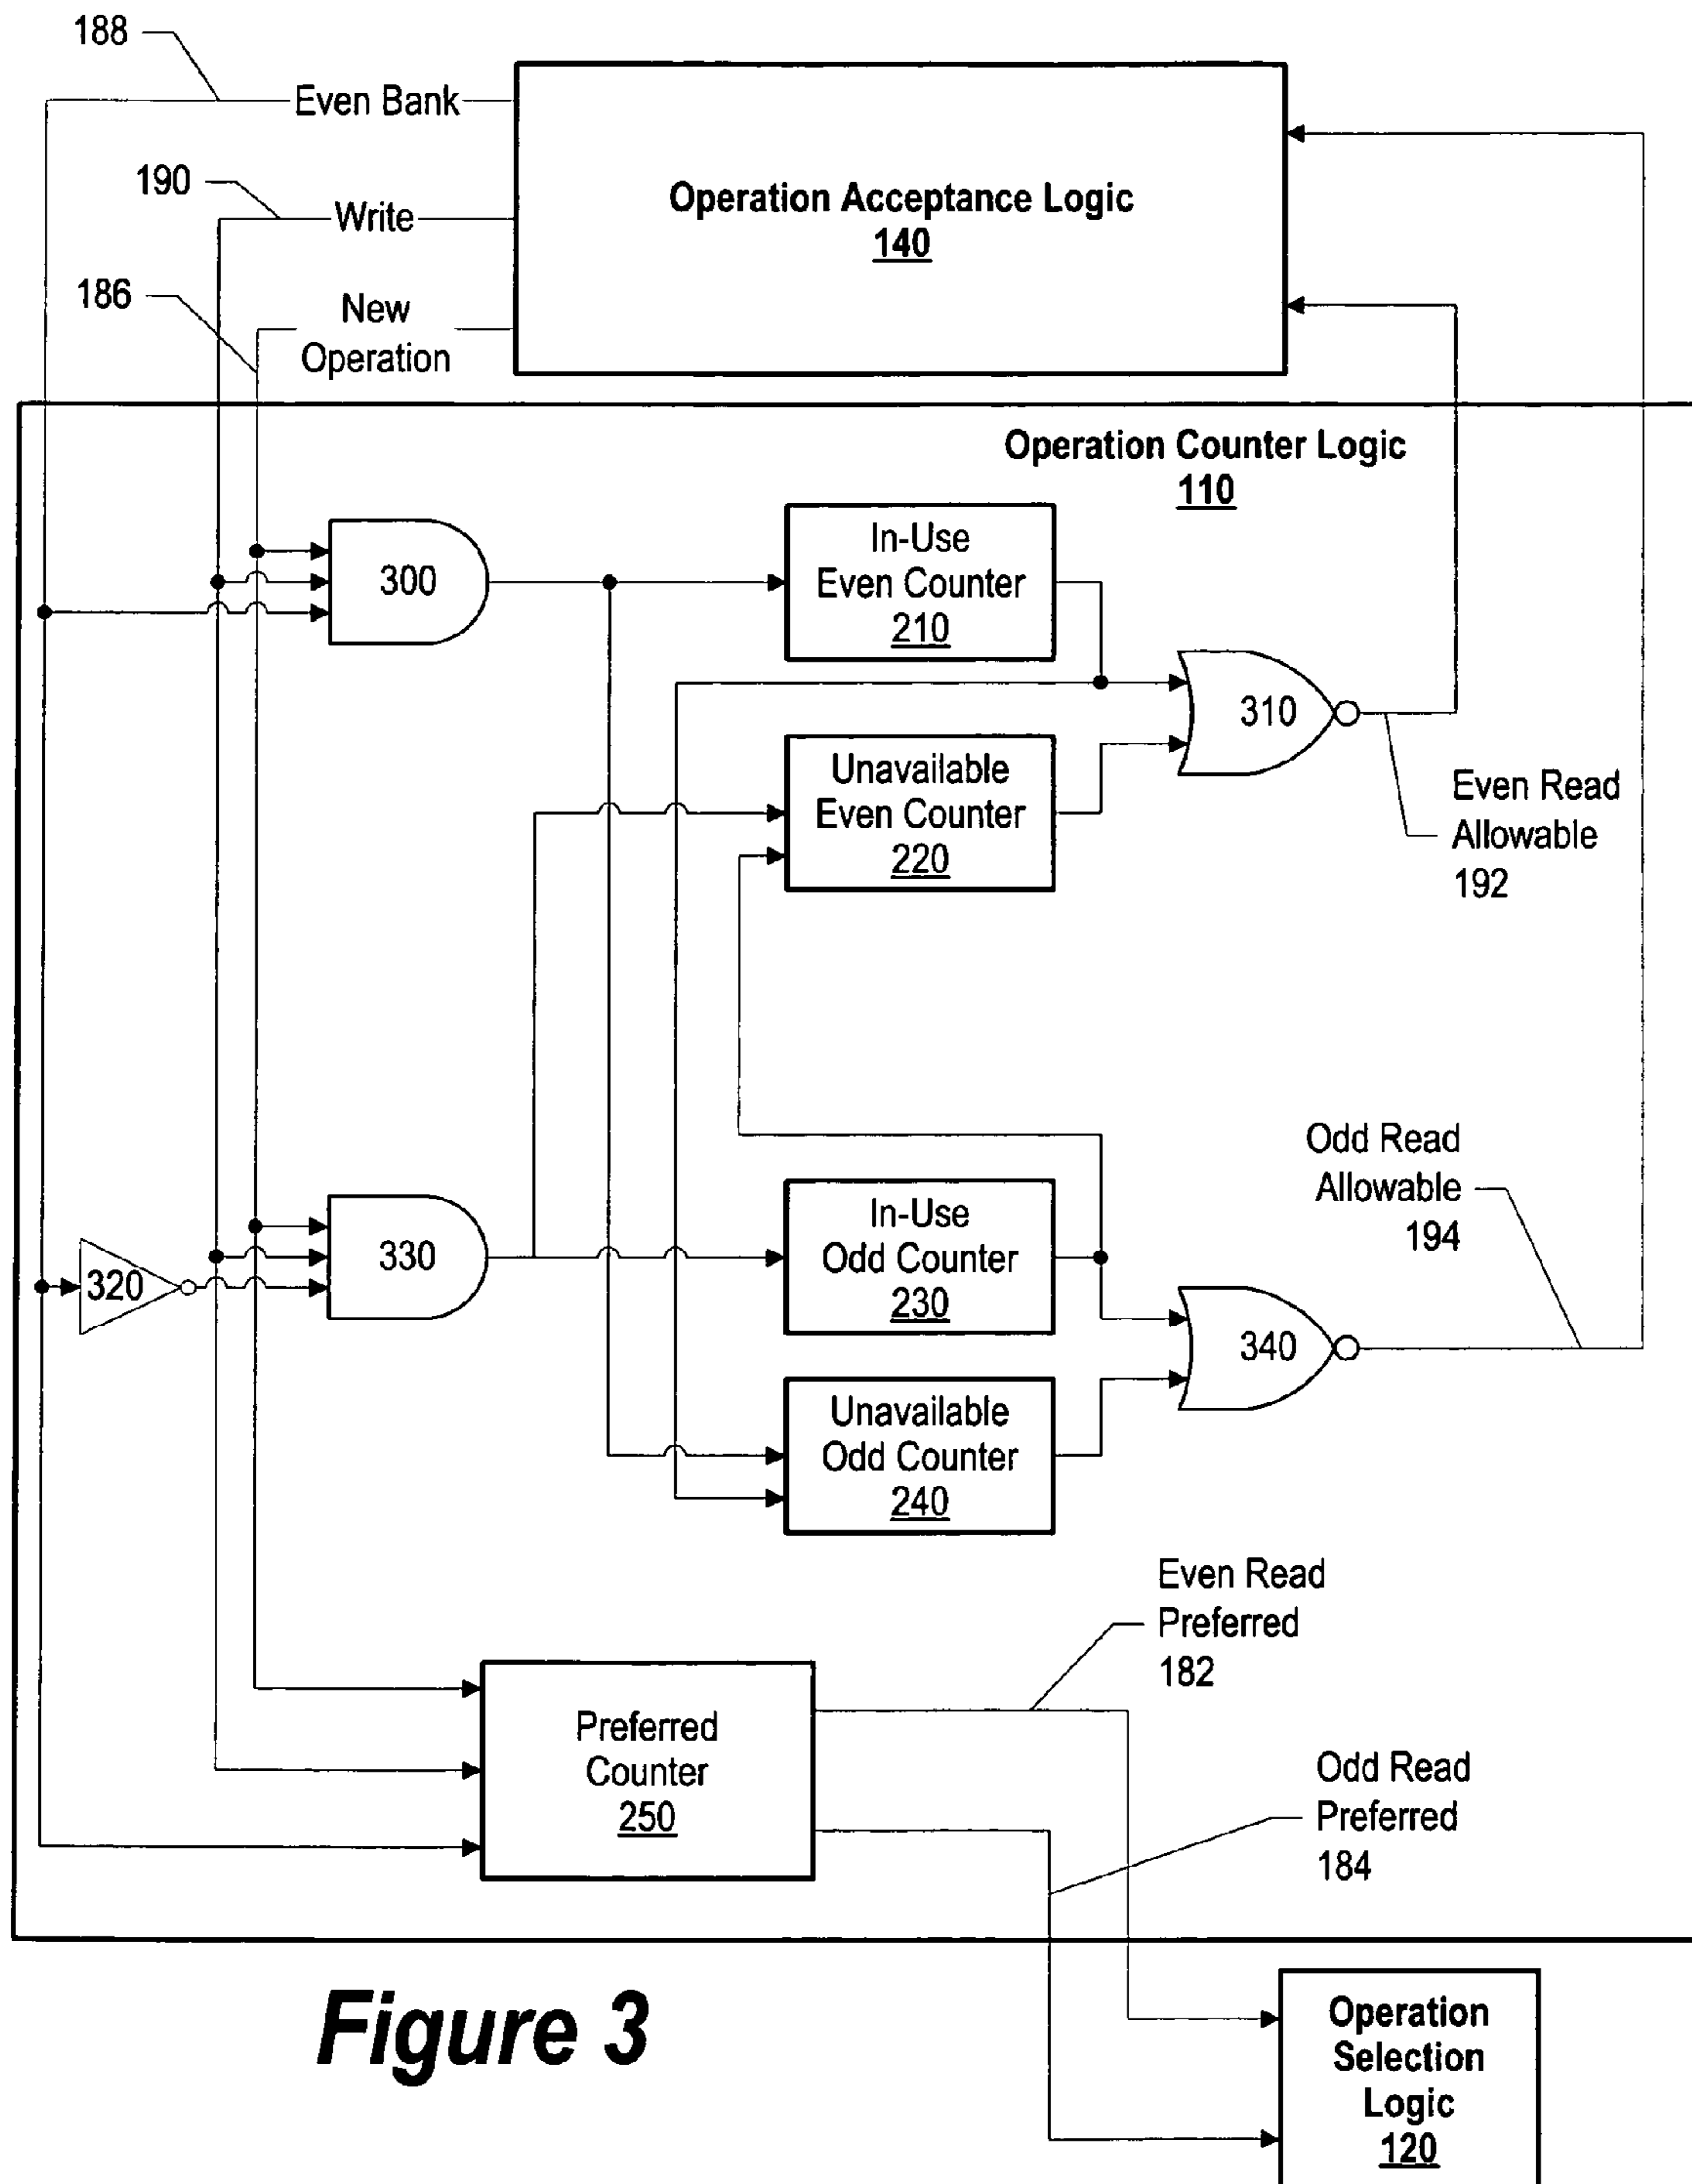 188
Even Bank
190
Write
186
New
Operation
Operation Acceptance Logic
140
Operation Counter Logic
110
300
In-Use
Even Counter
210
310
Unavailable
Even Counter
220
Even Read
Allowable
192
Odd Read
Allowable
194
320
330
In-Use
Odd Counter
230
340
Unavailable
Odd Counter
240
Even Read
Preferred
182
Preferred
Counter
250
Odd Read
Preferred
184
Figure 3
Operation
Selection
Logic
120